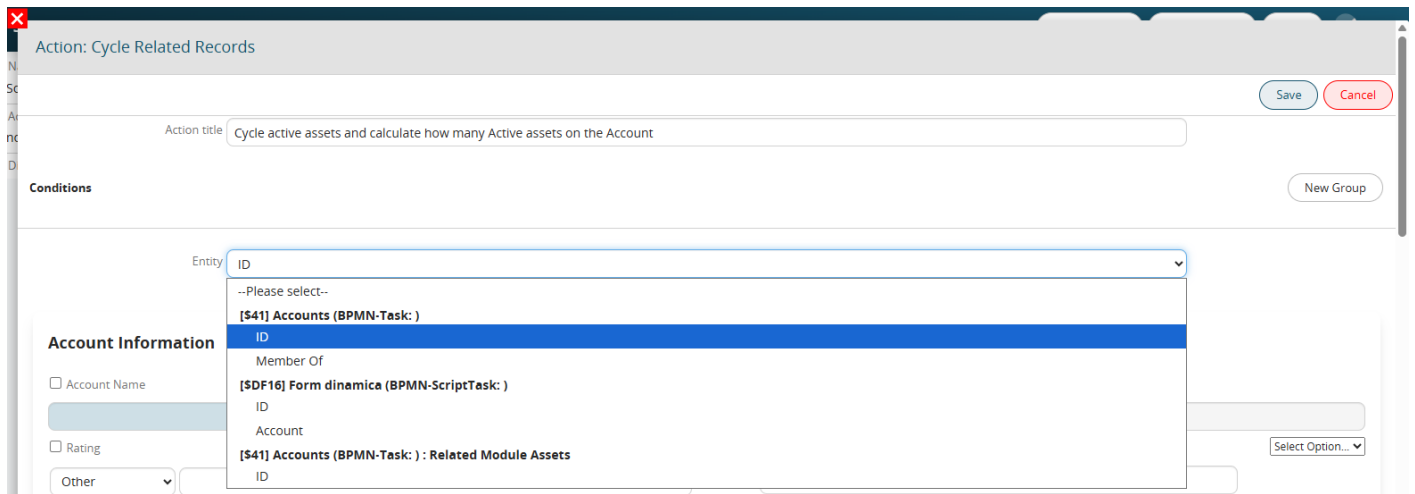 Action: Cycle Related Records
Save
Cancel
Action title
Cycle active assets and calculate how many Active assets on the Account
Conditions
New Group
Entity
ID
--Please select--
[$41] Accounts (BPMN-Task: )
ID
Member Of
[$DF16] Form dinamica (BPMN-ScriptTask: )
ID
Account
[$41] Accounts (BPMN-Task: ) : Related Module Assets
ID
Account Information
Account Name
Rating
Select Option...
Other